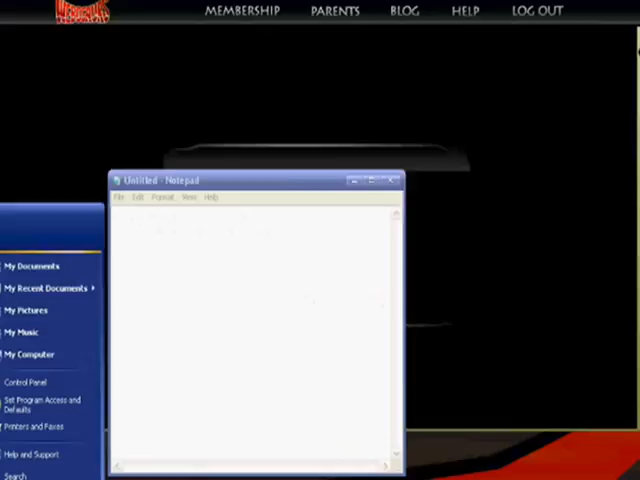 MEMBERSHIP PARENTS BLOG HELP LOG OUT
Untitled - Notepad
File Edit Format View Help
My Documents
My Recent Documents
My Pictures
My Music
My Computer
Control Panel
Set Program Access and
Defaults
Printers and Faxes
Help and Support
Search